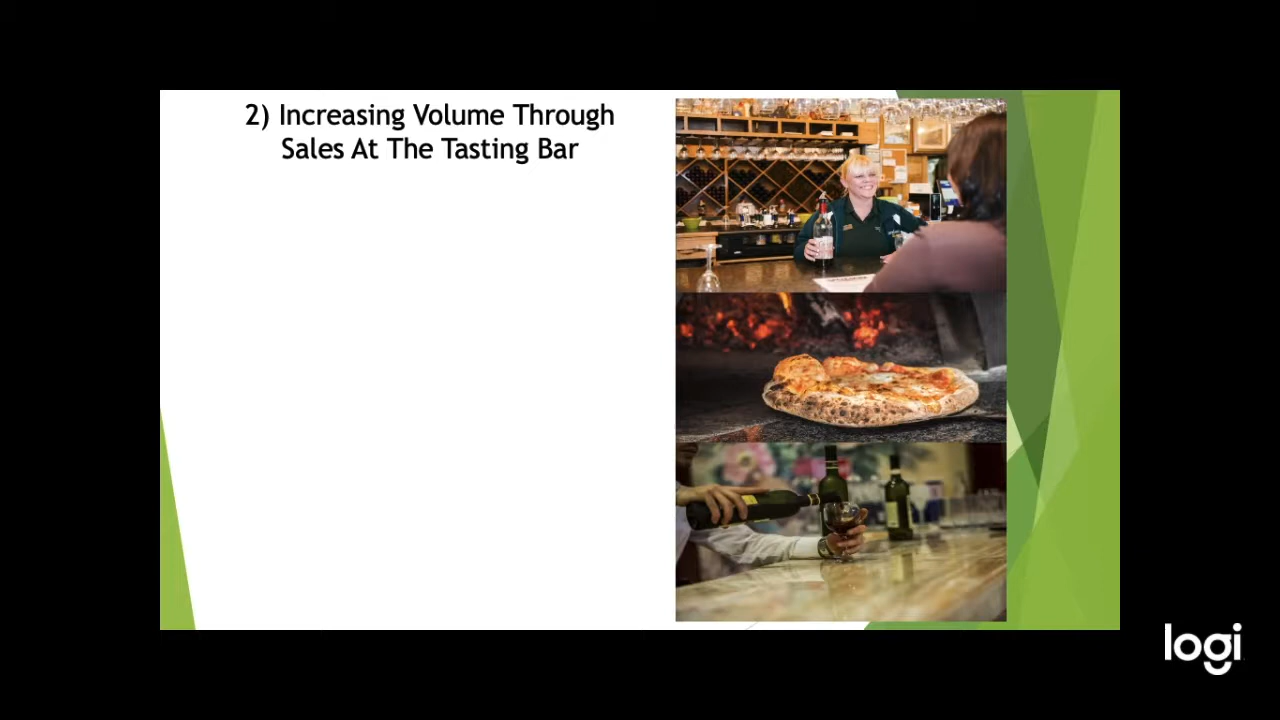 2) Increasing Volume Through
Sales At The Tasting Bar
logi